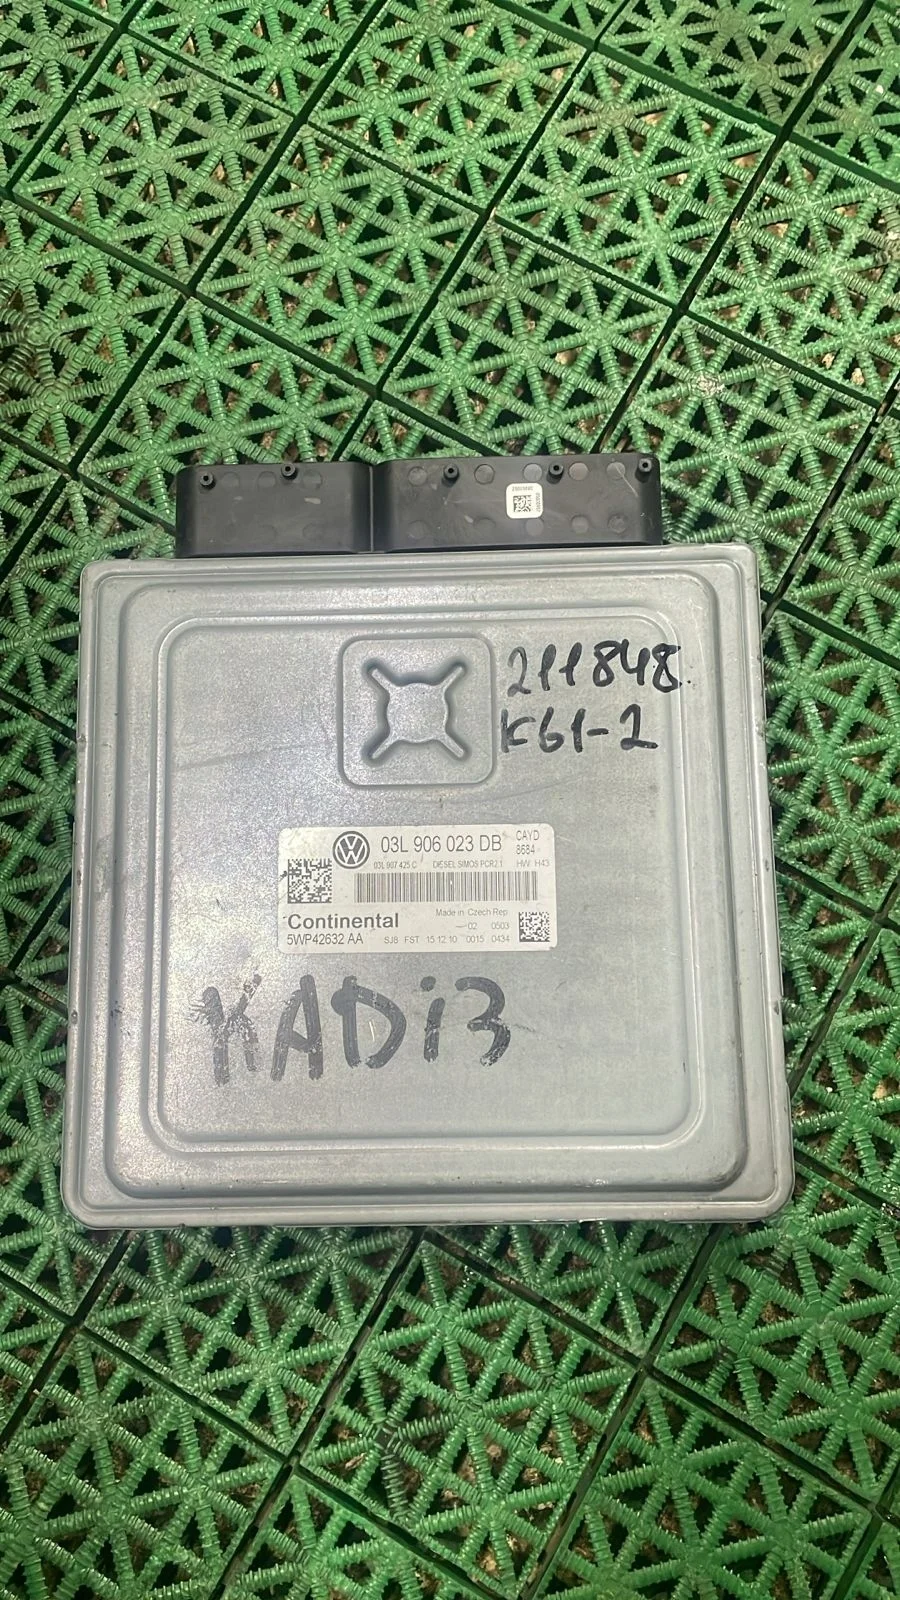 211848
K61-2
03L 906 023 DB CAYD
8684
03L 907 425 C DIESEL SIMOS PCR2.1 HW H43
Continental Made in Czech Rep
02 0503
5WP42632 AA SJ8 FST 15 12 10 0015 0434
KADi3